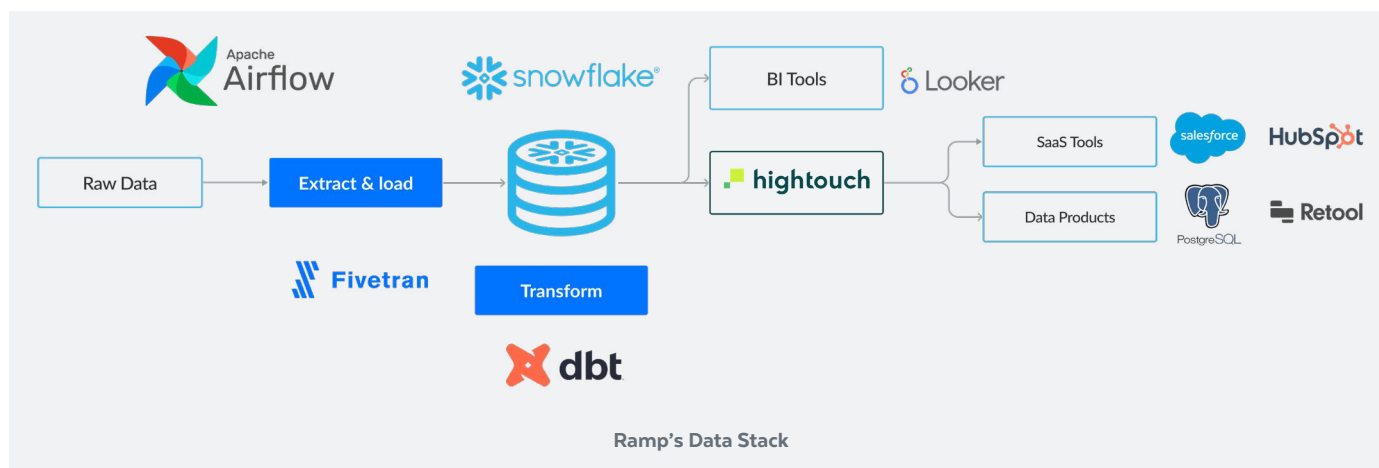 Apache
Airflow
snowflake®
BI Tools
Looker
Raw Data
Extract & load
hightouch
SaaS Tools
salesforce
HubSpot
Data Products
PostgreSQL
Retool
Fivetran
Transform
dbt
Ramp's Data Stack